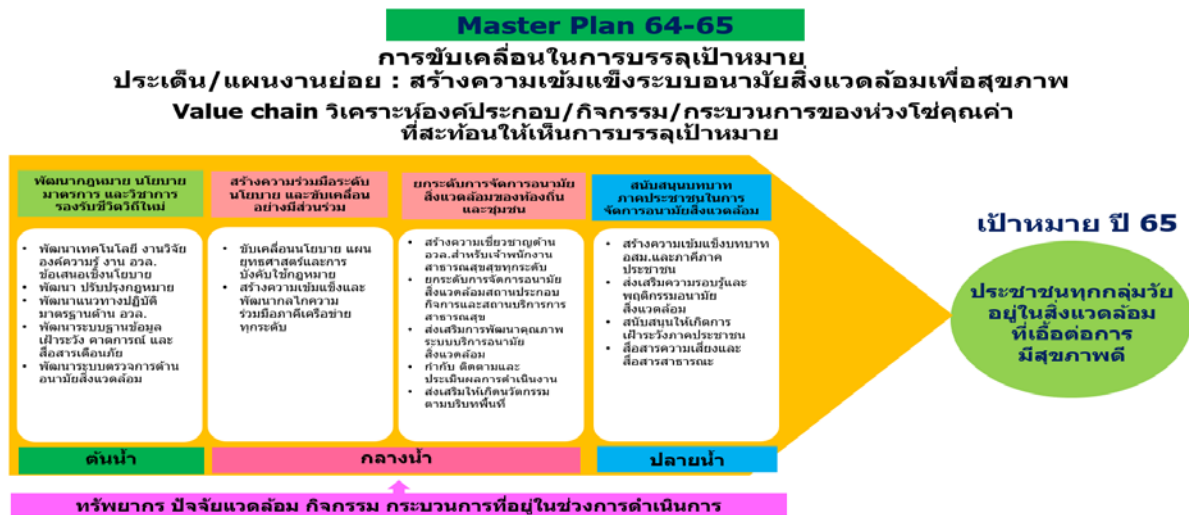 Master Plan 64-65
การขับเคลื่อนในการบรรลุเป้าหมาย
ประเด็น/แผนงานย่อย : สร้างความเข้มแข็งระบบอนามัยสิ่งแวดล้อมเพื่อสุขภาพ
Value chain วิเคราะห์องค์ประกอบ/กิจกรรม/กระบวนการของห่วงโซ่คุณค่า
ที่สะท้อนให้เห็นการบรรลุเป้าหมาย
พัฒนากฎหมาย นโยบาย
มาตรการ และวิชาการ
รองรับชีวิตวิถีใหม่
• พัฒนาเทคโนโลยี งานวิจัย
องค์ความรู้ งาน อวล.
ข้อเสนอเชิงนโยบาย
• พัฒนา ปรับปรุงกฎหมาย
• พัฒนาแนวทางปฏิบัติ
มาตรฐานด้าน อวล.
• พัฒนาระบบฐานข้อมูล
เฝ้าระวัง คาดการณ์ และ
สื่อสารเตือนภัย
• พัฒนาระบบตรวจการด้าน
อนามัยสิ่งแวดล้อม
ต้นน้ำ
สร้างความร่วมมือระดับ
นโยบาย และขับเคลื่อน
อย่างมีส่วนร่วม
• ขับเคลื่อนนโยบาย แผน
ยุทธศาสตร์และการ
บังคับใช้กฎหมาย
• สร้างความเข้มแข็งและ
พัฒนากลไกความ
ร่วมมือภาคีเครือข่าย
ทุกระดับ
ยกระดับการจัดการอนามัย
สิ่งแวดล้อมของท้องถิ่น
และชุมชน
• สร้างความเชี่ยวชาญด้าน
อวล.สำหรับเจ้าพนักงาน
สาธารณสุขสุขทุกระดับ
• ยกระดับการจัดการอนามัย
สิ่งแวดล้อมสถานประกอบ
กิจการและสถานบริการการ
สาธารณสุข
• ส่งเสริมการพัฒนาคุณภาพ
ระบบบริการอนามัย
สิ่งแวดล้อม
• กำกับ ติดตามและ
ประเมินผลการดำเนินงาน
• ส่งเสริมให้เกิดนวัตกรรม
ตามบริบทพื้นที่
กลางน้ำ
สนับสนุนบทบาท
ภาคประชาชนในการ
จัดการอนามัยสิ่งแวดล้อม
• สร้างความเข้มแข็งบทบาท
อสม.และภาคีภาค
ประชาชน
• ส่งเสริมความรอบรู้และ
พฤติกรรมอนามัย
สิ่งแวดล้อม
• สนับสนุนให้เกิดการ
เฝ้าระวังภาคประชาชน
• สื่อสารความเสี่ยงและ
สื่อสารสาธารณะ
ปลายน้ำ
เป้าหมาย ปี 65
ประชาชนทุกกลุ่มวัย
อยู่ในสิ่งแวดล้อม
ที่เอื้อต่อการ
มีสุขภาพดี
ทรัพยากร ปัจจัยแวดล้อม กิจกรรม กระบวนการที่อยู่ในช่วงการดำเนินการ